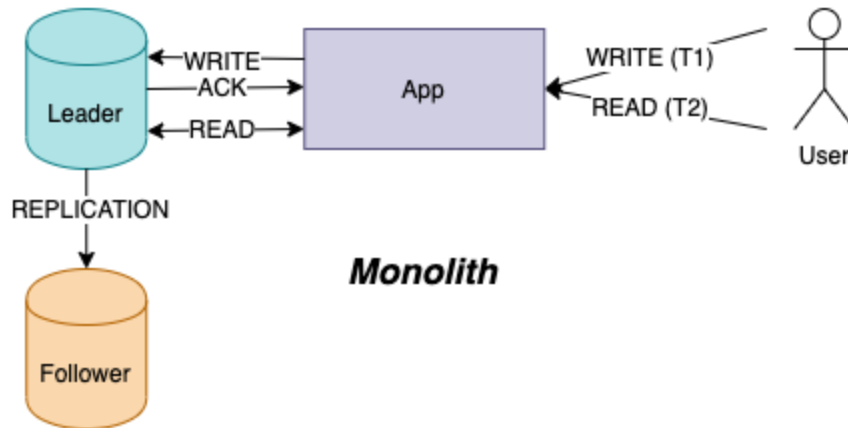 WRITE
ACK
READ
Leader
App
WRITE (T1)
READ (T2)
User
REPLICATION
Monolith
Follower